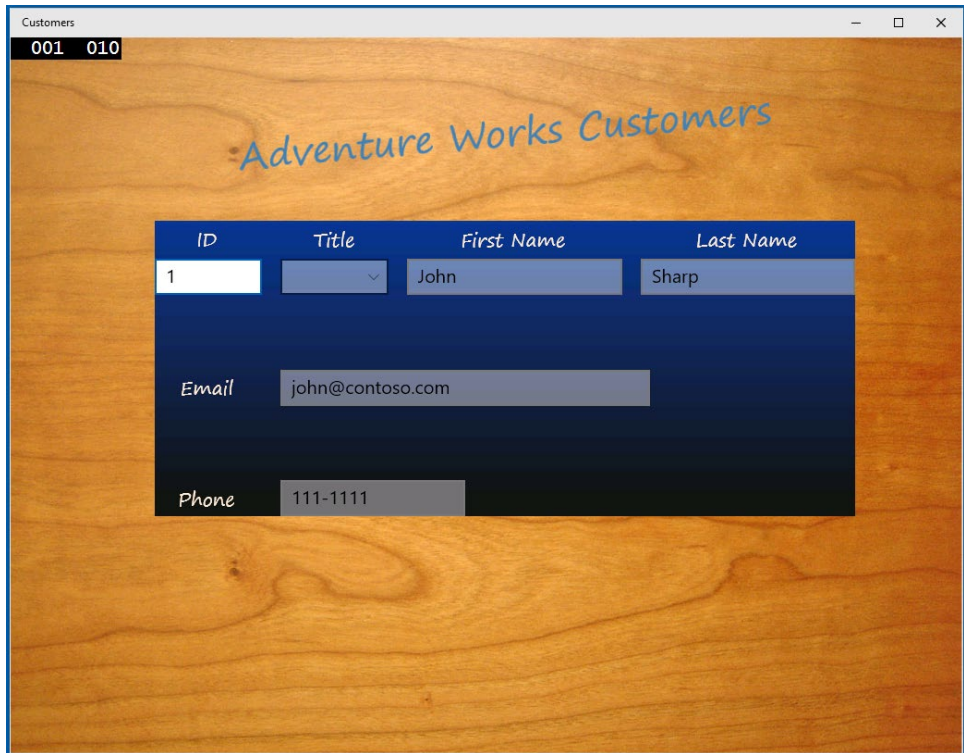 Customers
001 010
Adventure Works Customers
ID Title First Name Last Name
1 John Sharp
Email john@contoso.com
Phone 111-1111